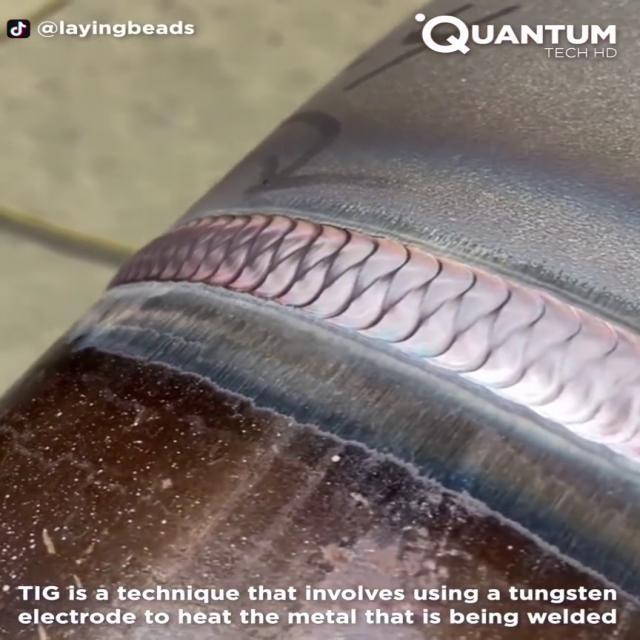 @layingbeads
QUANTUM
TECH HD
2
TIG is a technique that involves using a tungsten
electrode to heat the metal that is being welded